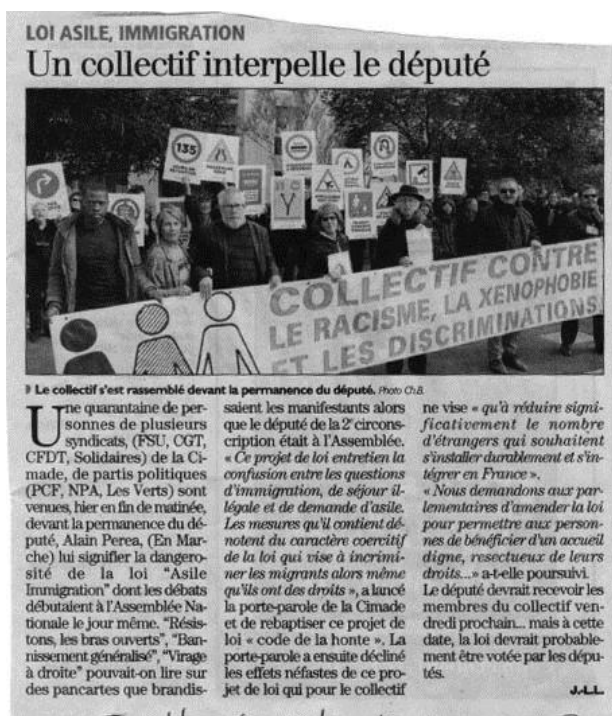 LOI ASILE, IMMIGRATION
Un collectif interpelle le député
135
COLLECTIF CONTRE
LE RACISME, LA XENOPHOBIE
ET LES DISCRIMINATIONS
Le collectif s'est rassemblé devant la permanence du député. Photo Ch.B.
Une quarantaine de per-
sonnes de plusieurs
syndicats, (FSU, CGT,
CFDT, Solidaires) de la Ci-
made, de partis politiques
(PCF, NPA, Les Verts) sont
venues, hier en fin de matinée,
devant la permanence du dé-
puté, Alain Perea, (En Mar-
che) lui signifier la dangero-
sité de la loi "Asile
Immigration" dont les débats
débutaient à l'Assemblée Na-
tionale le jour même. "Résis-
tons, les bras ouverts", "Ban-
nissement généralisé", "Virage
à droite" pouvait-on lire sur
des pancartes que brandis-
saient les manifestants alors
que le député de la 2e circons-
cription était à l'Assemblée.
« Ce projet de loi entretien la
confusion entre les questions
d'immigration, de séjour il-
légale et de demande d'asile.
Les mesures qu'il contient dé-
notent du caractère coercitif
de la loi qui vise à incrimi-
ner les migrants alors même
qu'ils ont des droits », a lancé
la porte-parole de la Cimade
et de rebaptiser ce projet de
loi « code de la honte ». La
porte-parole a ensuite décliné
les effets néfastes de ce pro-
jet de loi qui pour le collectif
ne vise « qu'à réduire signi-
ficativement le nombre
d'étrangers qui souhaitent
s'installer durablement et s'in-
tégrer en France ».
« Nous demandons aux par-
lementaires d'amender la loi
pour permettre aux person-
nes de bénéficier d'un accueil
digne, resectueux de leurs
droits...» a-t-elle poursuivi.
Le député devrait recevoir les
membres du collectif ven-
dredi prochain... mais à cette
date, la loi devrait probable-
ment être votée par les dépu-
tés.
J.-L.L.